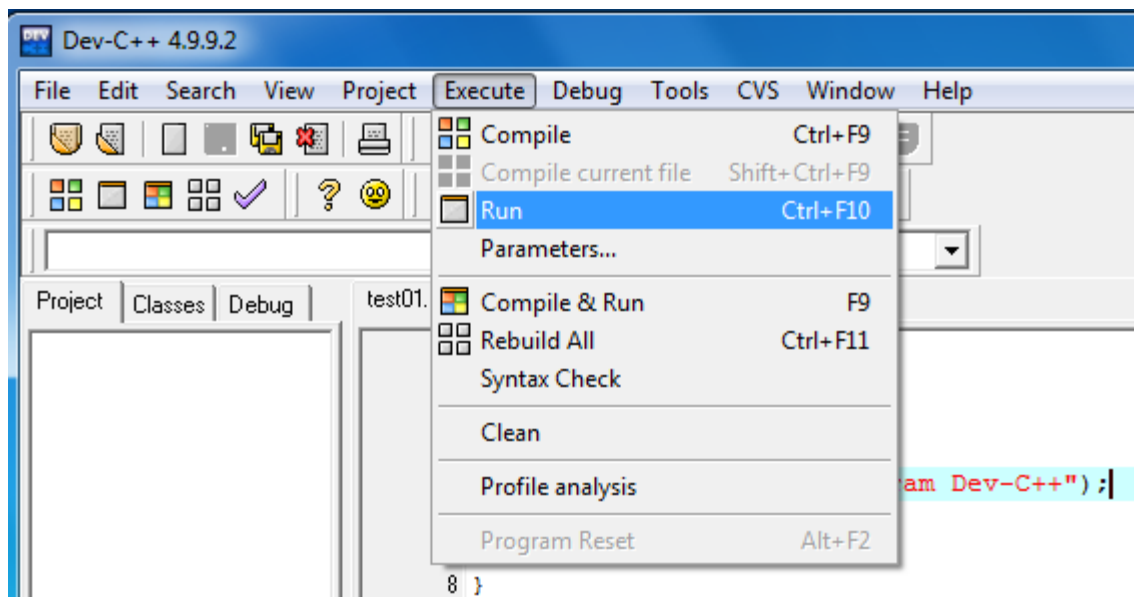 Dev-C++ 4.9.9.2
File Edit Search View Project Execute Debug Tools CVS Window Help
Compile Ctrl+F9
Compile current file Shift+Ctrl+F9
Run Ctrl+F10
Parameters...
Project Classes Debug test01.
Compile & Run F9
Rebuild All Ctrl+F11
Syntax Check
Clean
Profile analysis
am Dev-C++");
Program Reset Alt+F2
8 }